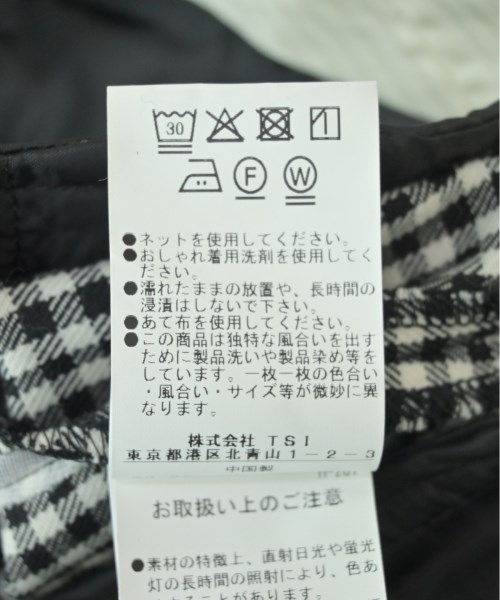 30
F
W
●ネットを使用してください。
●おしゃれ着用洗剤を使用してく
ださい。
●濡れたままの放置や、長時間の
浸漬はしないで下さい。
●あて布を使用してください。
●この商品は独特な風合いを出す
ために製品洗いや製品染め等を
しています。一枚一枚の色合い
・風合い・サイズ等が微妙に異
なります。
株式会社 TSI
東京都港区北青山1-2-3
中国製
お取扱い上のご注意
●素材の特徴上、直射日光や蛍光
灯の長時間の照射により、色あ